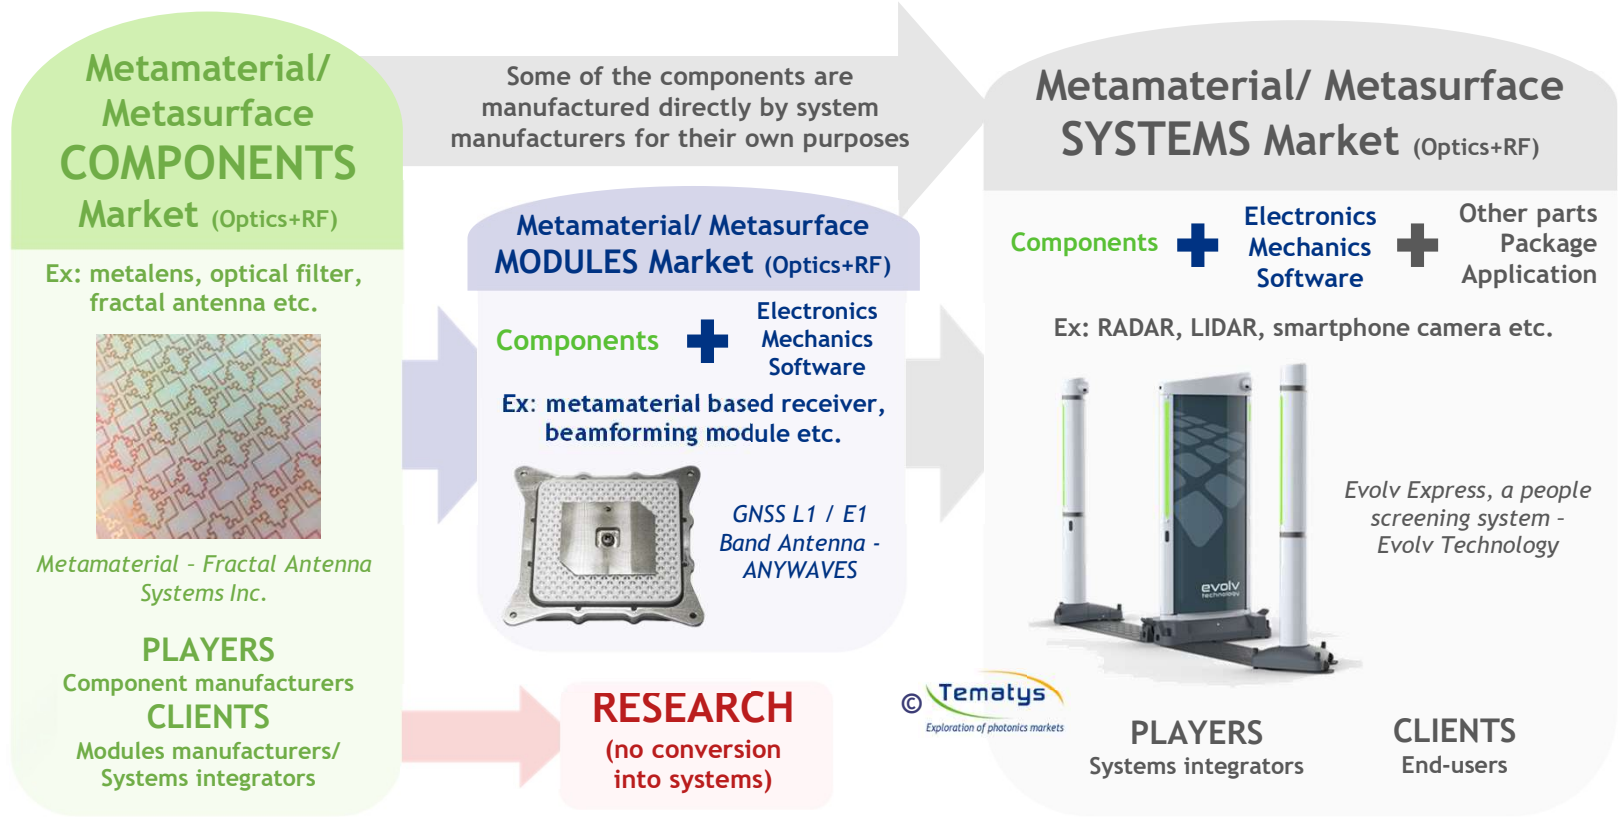 Metamaterial/
Metasurface
COMPONENTS
Market (Optics+RF)
Ex: metalens, optical filter,
fractal antenna etc.
Metamaterial – Fractal Antenna
Systems Inc.
PLAYERS
Component manufacturers
CLIENTS
Modules manufacturers/
Systems integrators
Some of the components are
manufactured directly by system
manufacturers for their own purposes
Metamaterial/ Metasurface
MODULES Market (Optics+RF)
Components
Electronics
Mechanics
Software
Ex: metamaterial based receiver,
beamforming module etc.
GNSS L1 / E1
Band Antenna -
ANYWAVES
RESEARCH
(no conversion
into systems)
Metamaterial/ Metasurface
SYSTEMS Market (Optics+RF)
Components
Electronics
Mechanics
Software
Other parts
Package
Application
Ex: RADAR, LIDAR, smartphone camera etc.
evolv
technology
Evolv Express, a people
screening system –
Evolv Technology
© Tematys
Exploration of photonics markets
PLAYERS
Systems integrators
CLIENTS
End-users